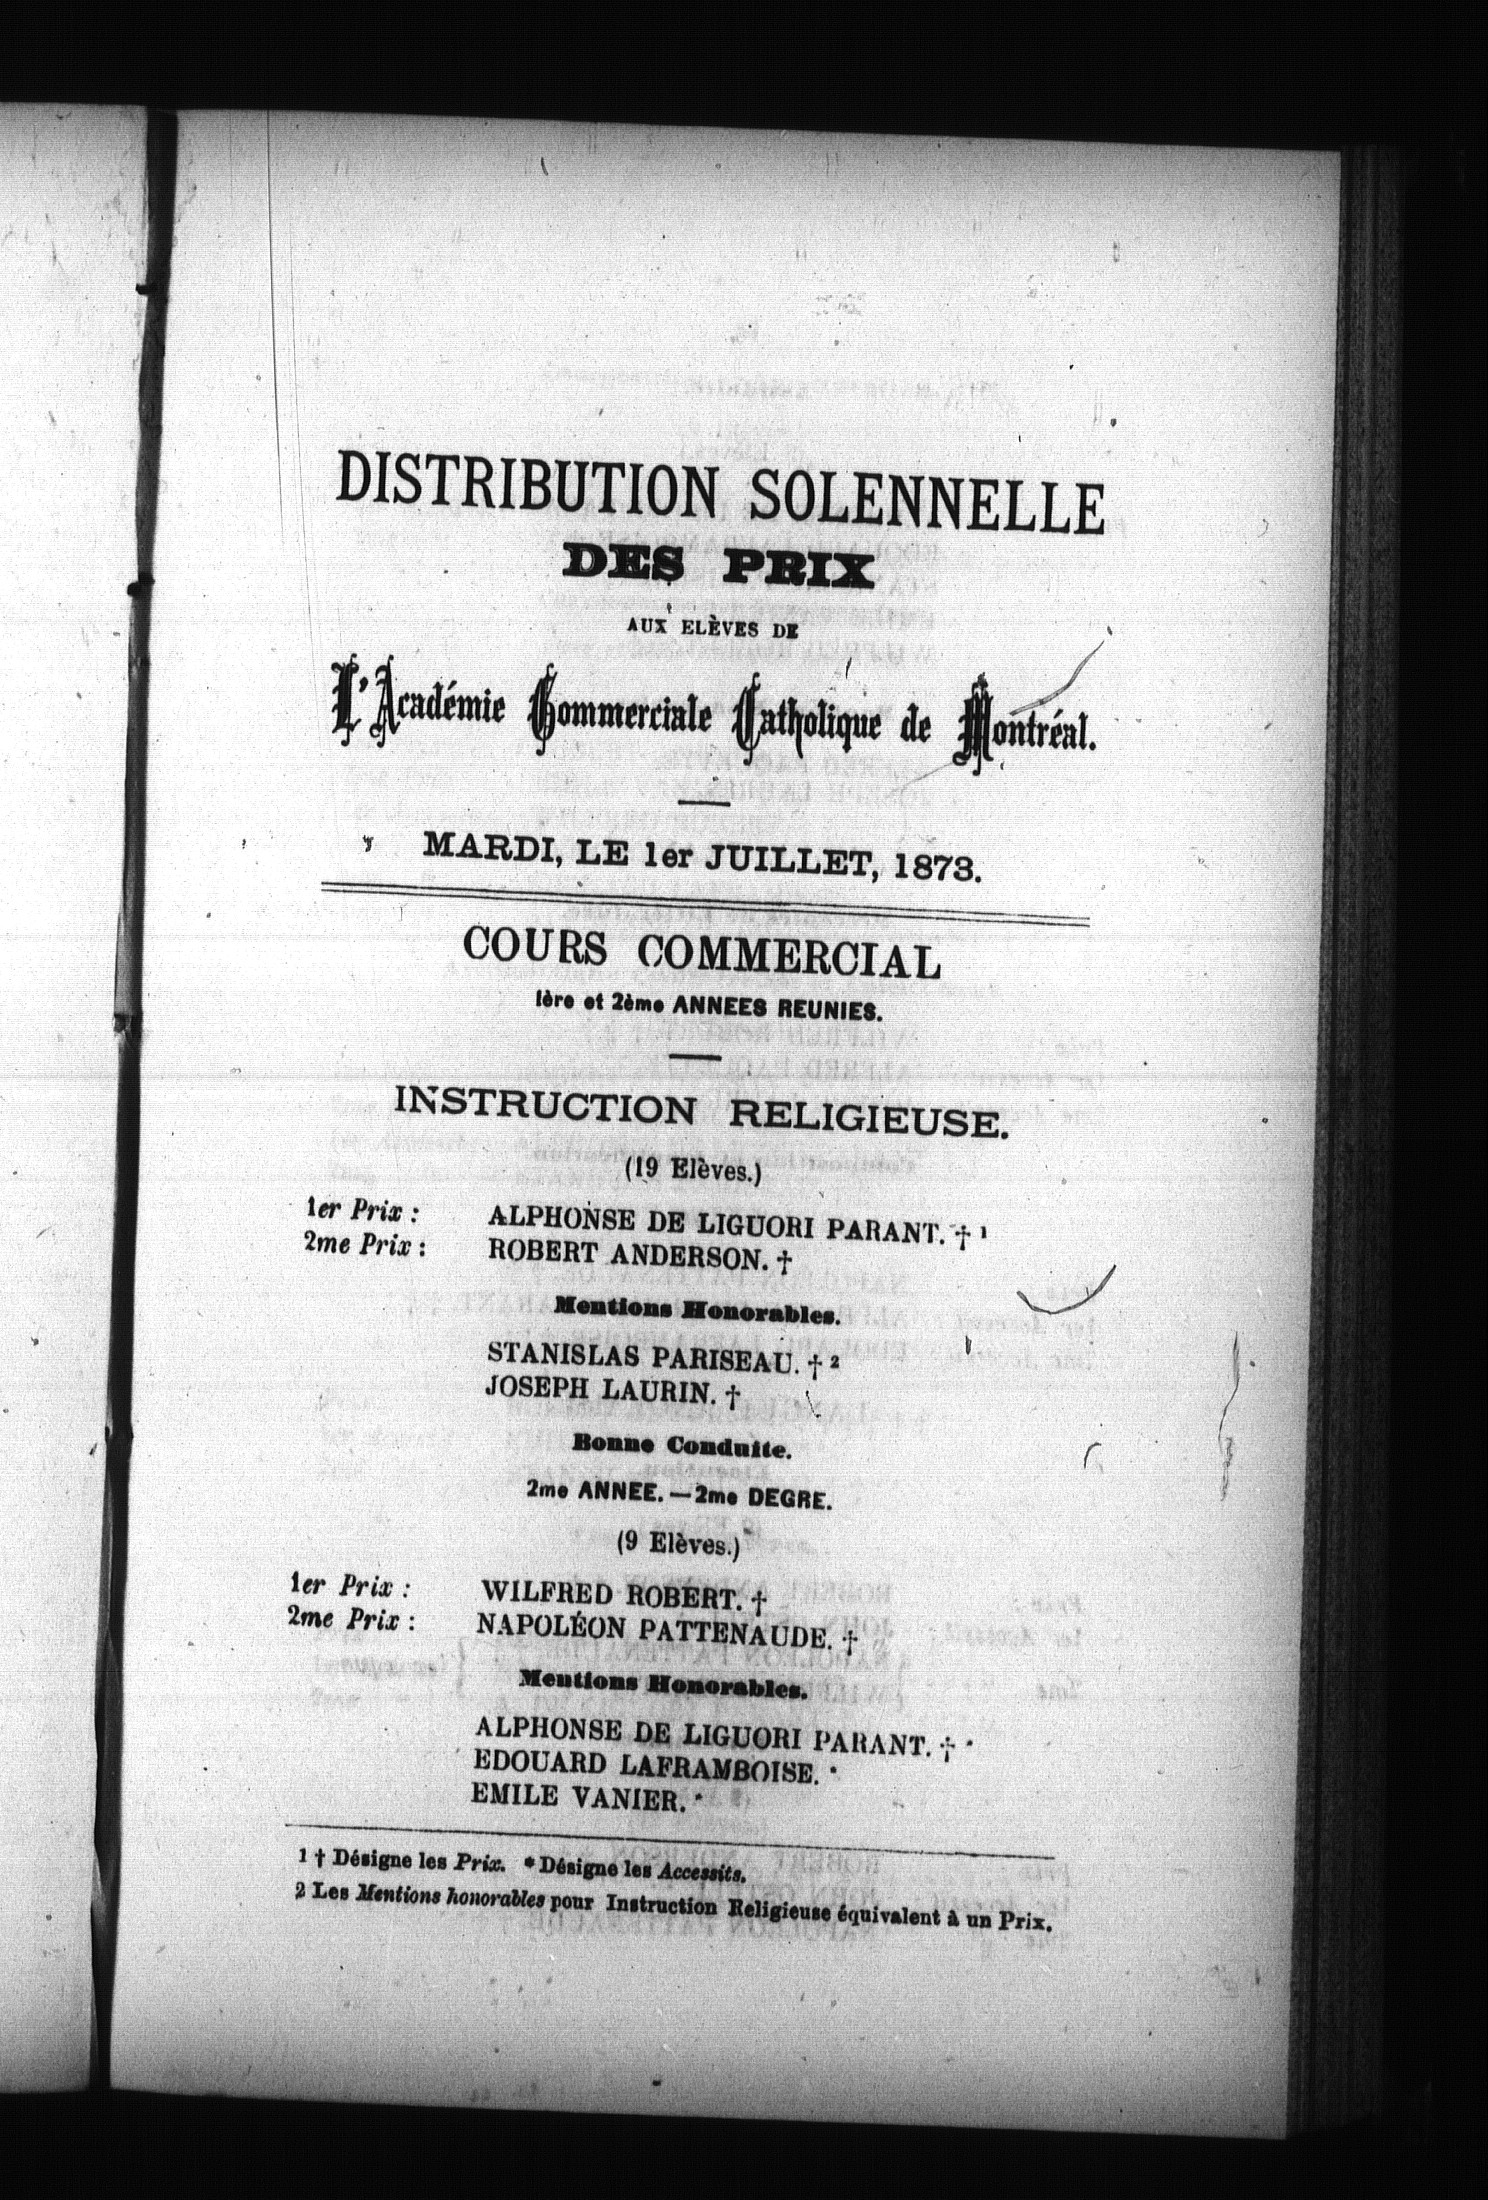 DISTRIBUTION SOLENNELLE
DES PRIX
AUX ELÈVES DE
L'Académie Commerciale Catholique de Montréal.
MARDI, LE 1er JUILLET, 1873.
COURS COMMERCIAL
1ère et 2ème ANNEES REUNIES.
INSTRUCTION RELIGIEUSE.
(19 Elèves.)
1er Prix : ALPHONSE DE LIGUORI PARANT. † 1
2me Prix : ROBERT ANDERSON. †
Mentions Honorables.
STANISLAS PARISEAU. † 2
JOSEPH LAURIN. †
Bonne Conduite.
2me ANNEE. — 2me DEGRE.
(9 Elèves.)
1er Prix : WILFRED ROBERT. †
2me Prix : NAPOLÉON PATTENAUDE. †
Mentions Honorables.
ALPHONSE DE LIGUORI PARANT. † *
EDOUARD LAFRAMBOISE. *
EMILE VANIER. *
1 † Désigne les Prix. * Désigne les Accessits.
2 Les Mentions honorables pour Instruction Religieuse équivalent à un Prix.